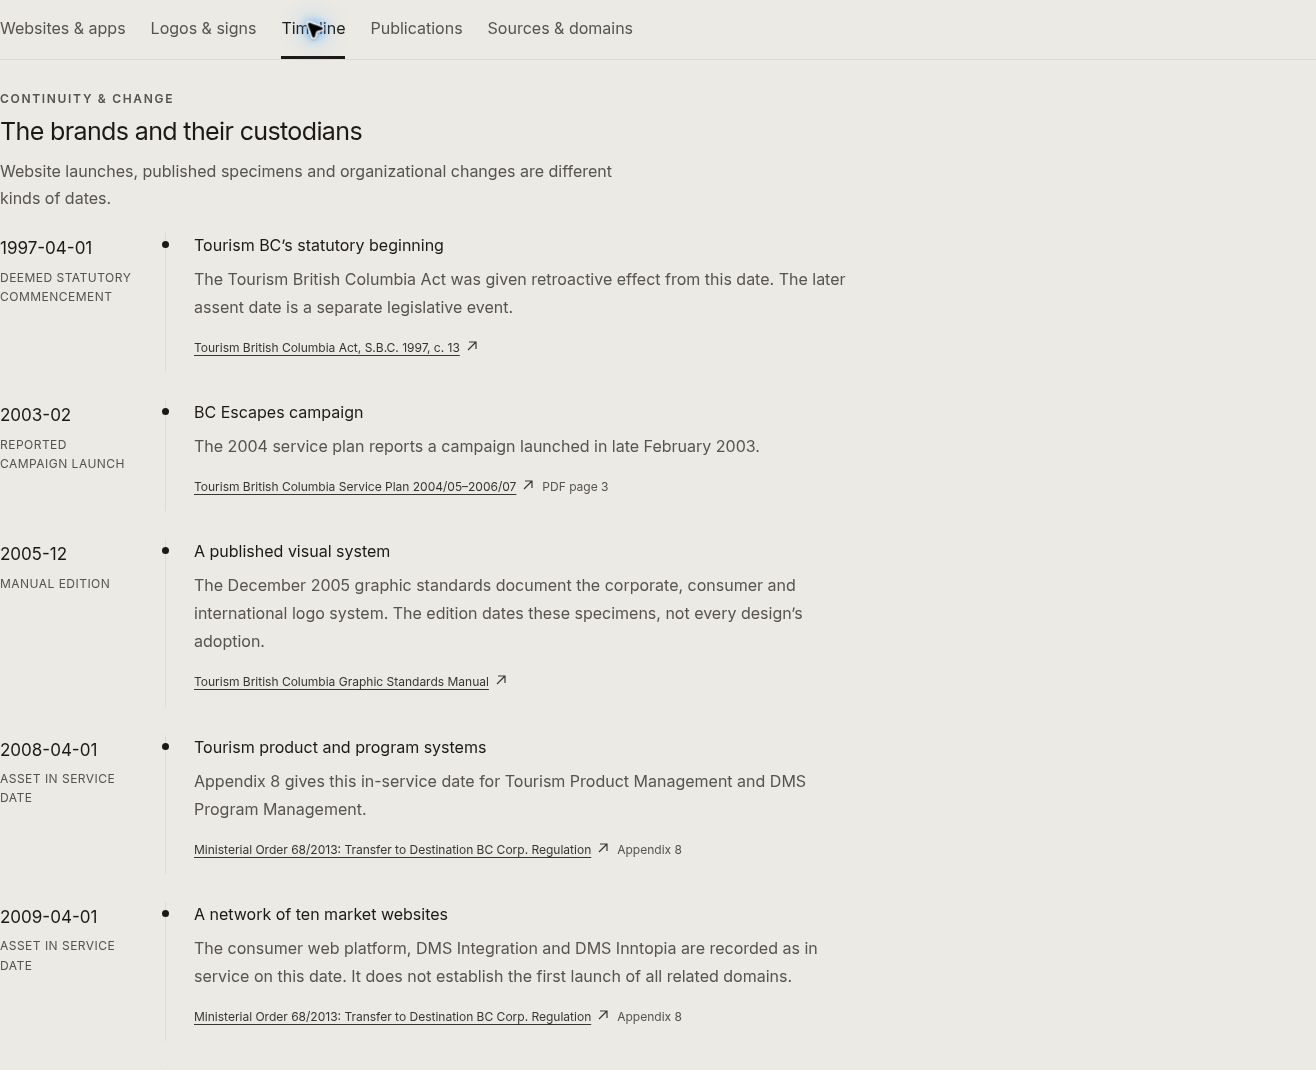 Websites & apps Logos & signs Timeline Publications Sources & domains
CONTINUITY & CHANGE
The brands and their custodians
Website launches, published specimens and organizational changes are different
kinds of dates.
1997-04-01
DEEMED STATUTORY
COMMENCEMENT
Tourism BC’s statutory beginning
The Tourism British Columbia Act was given retroactive effect from this date. The later
assent date is a separate legislative event.
Tourism British Columbia Act, S.B.C. 1997, c. 13
2003-02
REPORTED
CAMPAIGN LAUNCH
BC Escapes campaign
The 2004 service plan reports a campaign launched in late February 2003.
Tourism British Columbia Service Plan 2004/05–2006/07 PDF page 3
2005-12
MANUAL EDITION
A published visual system
The December 2005 graphic standards document the corporate, consumer and
international logo system. The edition dates these specimens, not every design’s
adoption.
Tourism British Columbia Graphic Standards Manual
2008-04-01
ASSET IN SERVICE
DATE
Tourism product and program systems
Appendix 8 gives this in-service date for Tourism Product Management and DMS
Program Management.
Ministerial Order 68/2013: Transfer to Destination BC Corp. Regulation Appendix 8
2009-04-01
ASSET IN SERVICE
DATE
A network of ten market websites
The consumer web platform, DMS Integration and DMS Inntopia are recorded as in
service on this date. It does not establish the first launch of all related domains.
Ministerial Order 68/2013: Transfer to Destination BC Corp. Regulation Appendix 8